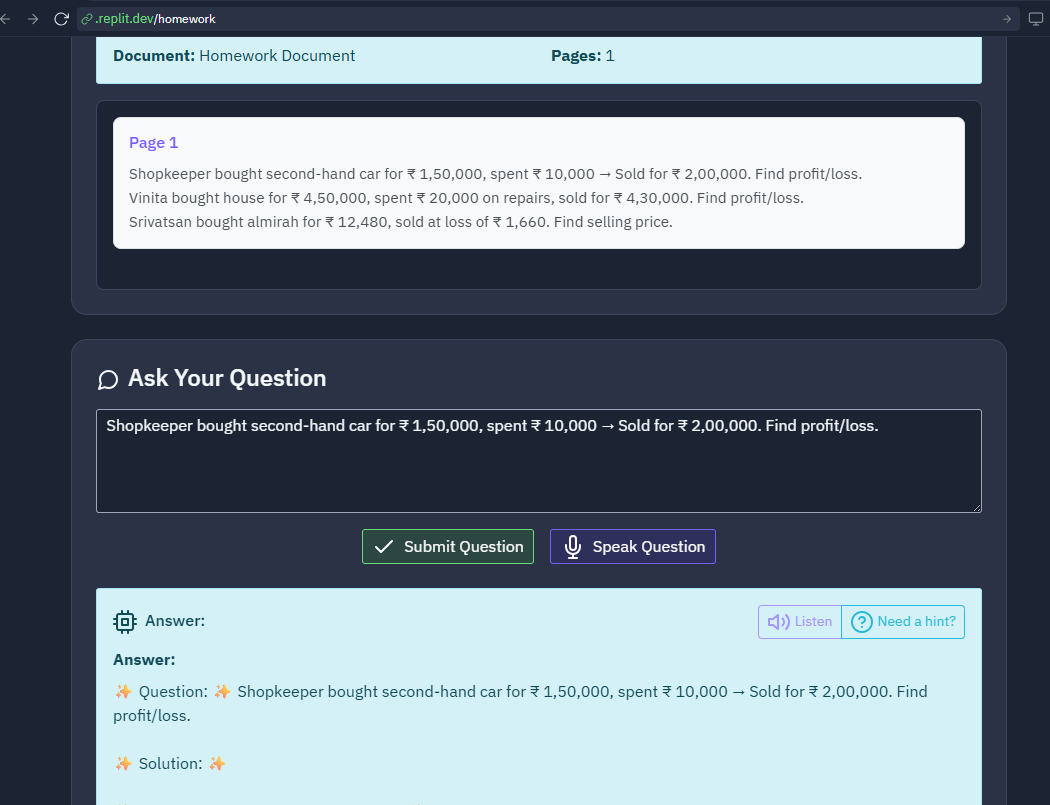 .replit.dev/homework
Document: Homework Document
Pages: 1
Page 1
Shopkeeper bought second-hand car for ₹ 1,50,000, spent ₹ 10,000 → Sold for ₹ 2,00,000. Find profit/loss.
Vinita bought house for ₹ 4,50,000, spent ₹ 20,000 on repairs, sold for ₹ 4,30,000. Find profit/loss.
Srivatsan bought almirah for ₹ 12,480, sold at loss of ₹ 1,660. Find selling price.
Ask Your Question
Shopkeeper bought second-hand car for ₹ 1,50,000, spent ₹ 10,000 → Sold for ₹ 2,00,000. Find profit/loss.
Submit Question
Speak Question
Answer:
Listen
Need a hint?
Answer:
✨ Question: ✨ Shopkeeper bought second-hand car for ₹ 1,50,000, spent ₹ 10,000 → Sold for ₹ 2,00,000. Find
profit/loss.
✨ Solution: ✨